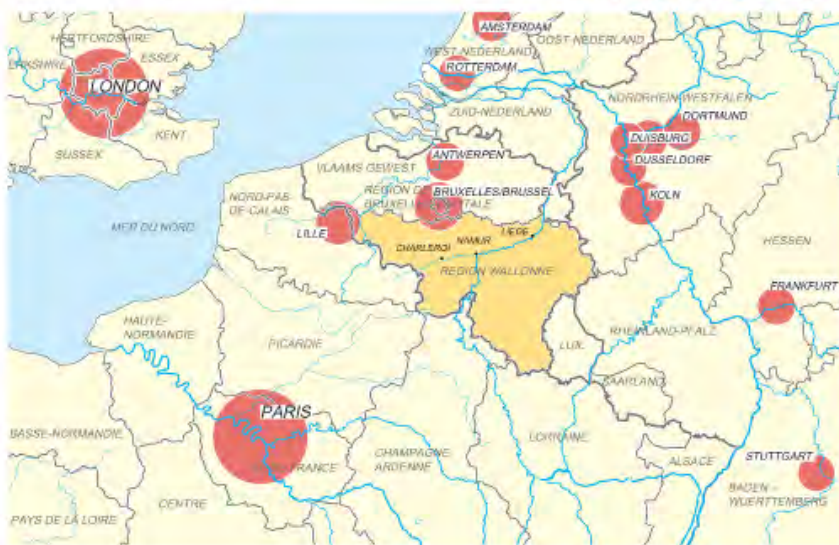 AMSTERDAM
HERTFORDSHIRE
ESSEX
OOST-NEDERLAND
WEST-NEDERLAND
ROTTERDAM
LONDON
NORDRHEIN-WESTFALEN
ZUID-NEDERLAND
DORTMUND
DUISBURG
KENT
SUSSEX
ANTWERPEN
VLAAMS GEWEST
DUSSELDORF
REGION DE
BRUXELLES/BRUSSEL
NORD-PAS-
DE-CALAIS
KOLN
MER DU NORD
LILLE
LIEGE
NAMUR
CHARLEROI
HESSEN
REGION WALLONNE
FRANKFURT
HAUTE-
NORMANDIE
RHEINLAND-PFALZ
PICARDIE
LUX.
SAARLAND
PARIS
BASSE-NORMANDIE
LORRAINE
CHAMPAGNE-
ARDENNE
STUTTGART
ALSACE
BADEN -
WUERTTEMBERG
CENTRE
PAYS DE LA LOIRE